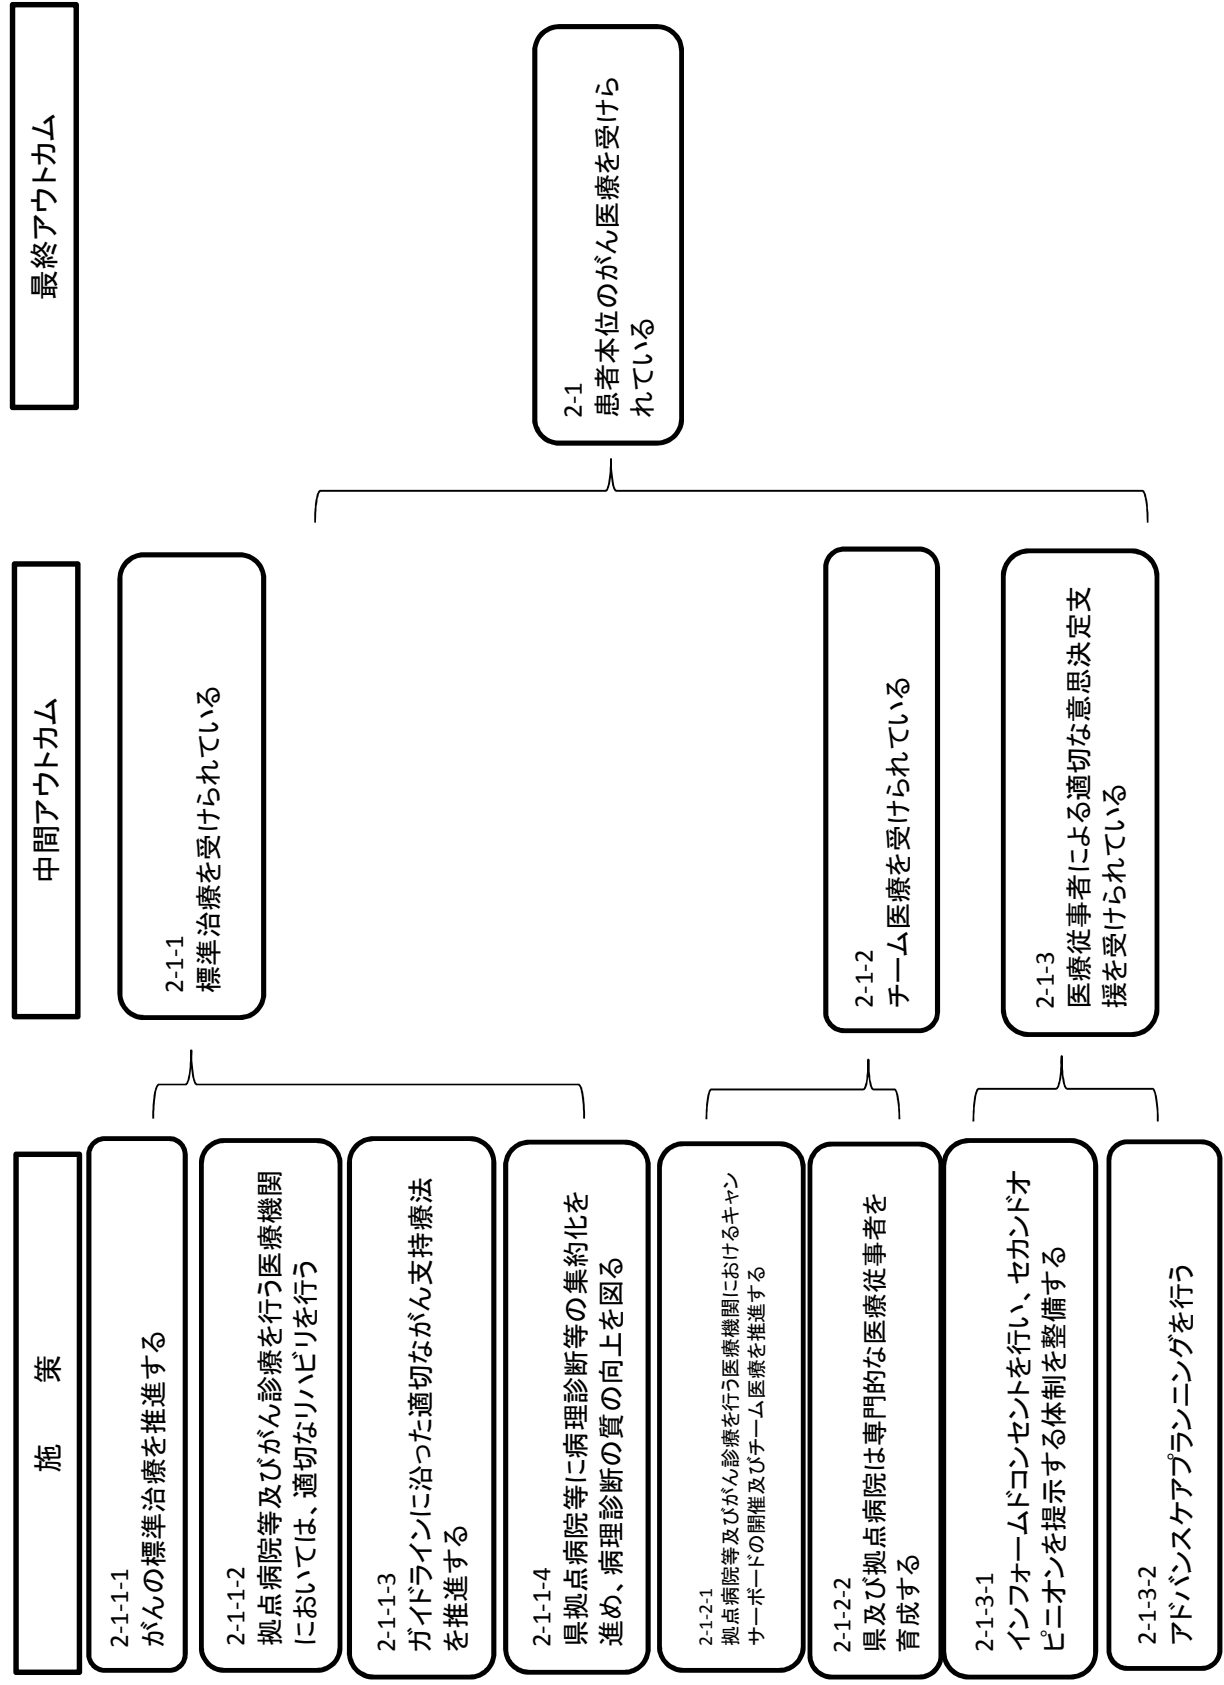 施　策
2-1-1-1
がんの標準治療を推進する
2-1-1-2
拠点病院等及びがん診療を行う医療機関
においては、適切なリハビリを行う
2-1-1-3
ガイドラインに沿った適切ながん支持療法
を推進する
2-1-1-4
県拠点病院等に病理診断等の集約化を
進め、病理診断の質の向上を図る
2-1-2-1
拠点病院等及びがん診療を行う医療機関におけるキャン
サーボードの開催及びチーム医療を推進する
2-1-2-2
県及び拠点病院は専門的な医療従事者を
育成する
2-1-3-1
インフォームドコンセントを行い、セカンドオ
ピニオンを提示する体制を整備する
2-1-3-2
アドバンスケアプランニングを行う
中間アウトカム
2-1-1
標準治療を受けられている
2-1-2
チーム医療を受けられている
2-1-3
医療従事者による適切な意思決定支
援を受けられている
最終アウトカム
2-1
患者本位のがん医療を受けら
れている